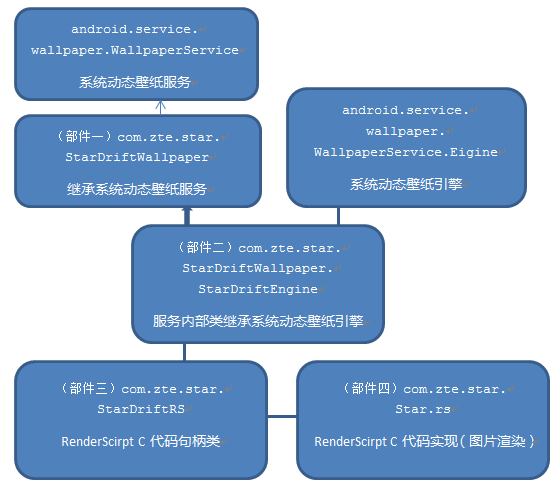 android.service.
wallpaper.WallpaperService
系统动态壁纸服务
android.service.
wallpaper.
WallpaperService.Eigine
系统动态壁纸引擎
（部件一）com.zte.star.
StarDriftWallpaper
继承系统动态壁纸服务
（部件二）com.zte.star.
StarDriftWallpaper.
StarDriftEngine
服务内部类继承系统动态壁纸引擎
（部件三）com.zte.star.
StarDriftRS
RenderScirpt C 代码句柄类
（部件四）com.zte.star.
Star.rs
RenderScirpt C 代码实现（图片渲染）